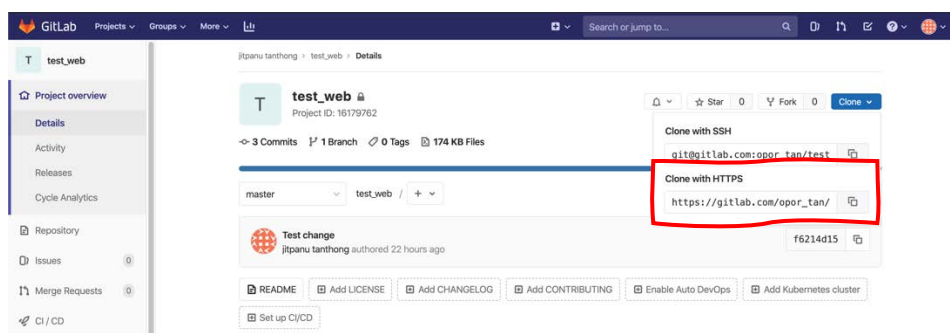 GitLab Projects Groups More Search or jump to...
T test_web
jitpanu tanthong › test_web › Details
Project overview
Details
Activity
Releases
Cycle Analytics
Repository
Issues 0
Merge Requests 0
CI / CD
T test_web
Project ID: 16179762
Star 0 Fork 0 Clone
3 Commits 1 Branch 0 Tags 174 KB Files
Clone with SSH
git@gitlab.com:opor_tan/test
Clone with HTTPS
https://gitlab.com/opor_tan/
master test_web / +
Test change
jitpanu tanthong authored 22 hours ago
f6214d15
README Add LICENSE Add CHANGELOG Add CONTRIBUTING Enable Auto DevOps Add Kubernetes cluster
Set up CI/CD